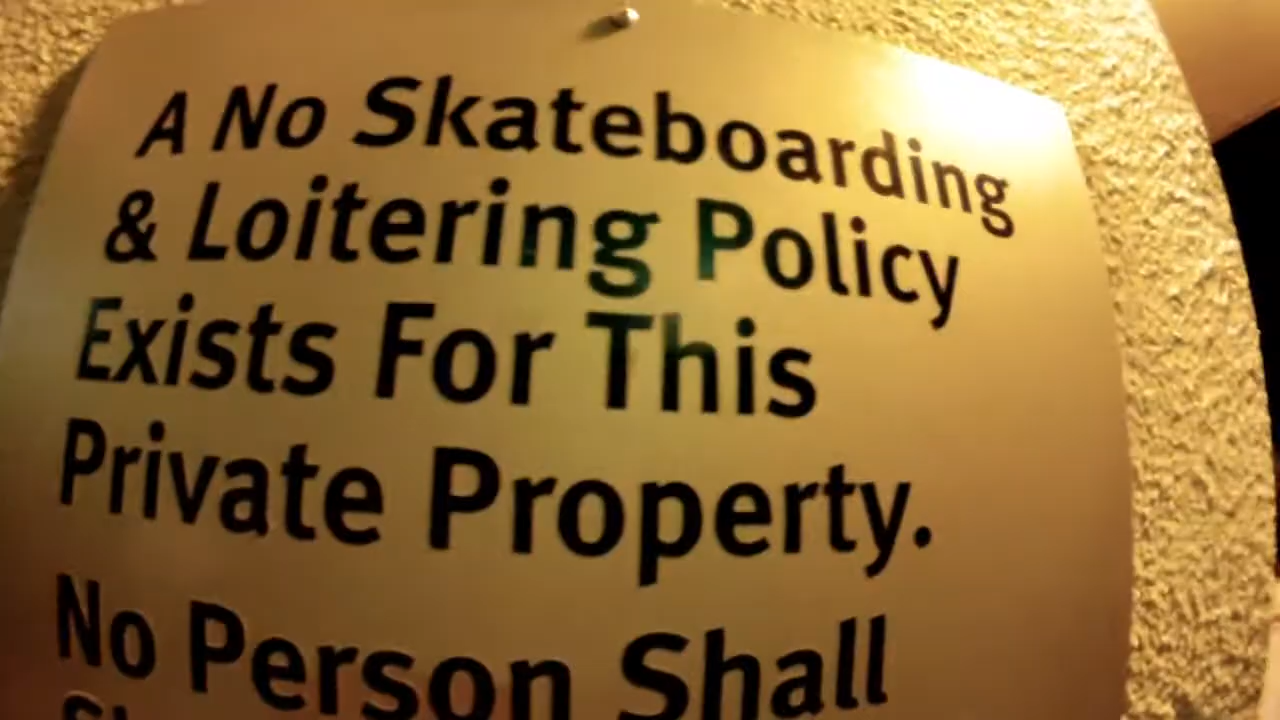 A No Skateboarding
& Loitering Policy
Exists For This
Private Property.
No Person Shall